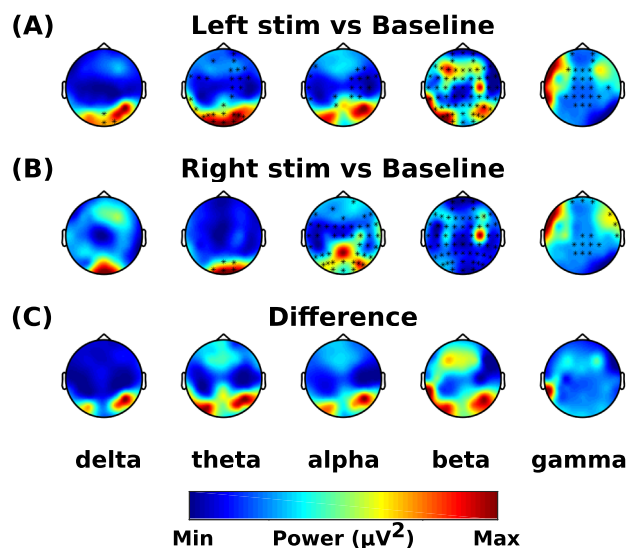 (A) Left stim vs Baseline
(B) Right stim vs Baseline
(C) Difference
delta theta alpha beta gamma
Min Power (μV²) Max